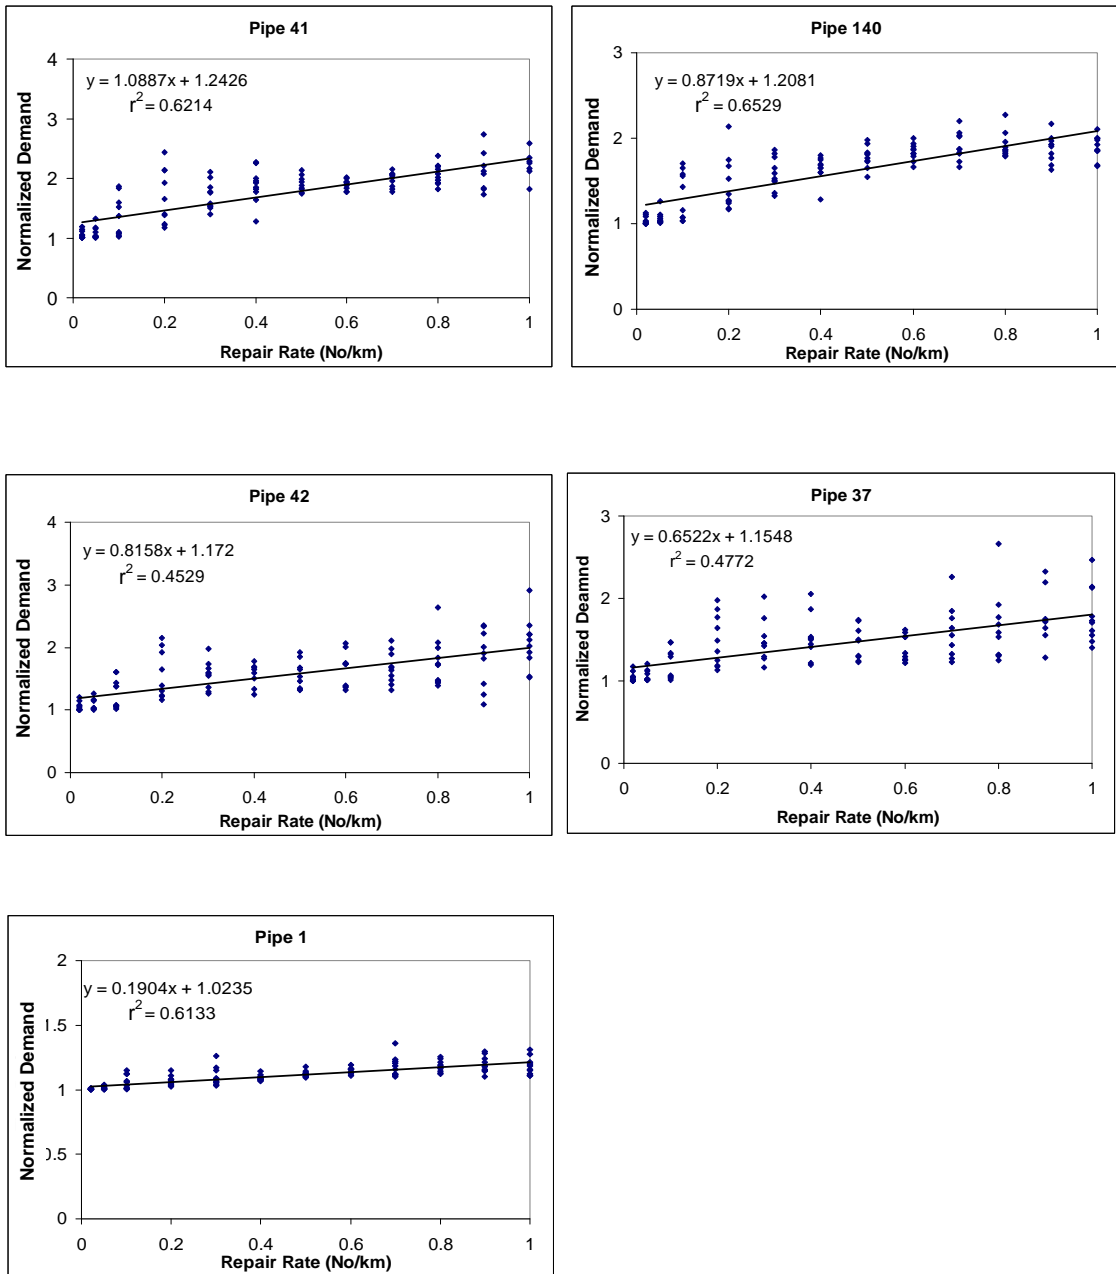 Pipe 41
y = 1.0887x + 1.2426
r² = 0.6214
4
3
2
1
0
Normalized Demand
0 0.2 0.4 0.6 0.8 1
Repair Rate (No/km)
Pipe 140
y = 0.8719x + 1.2081
r² = 0.6529
3
2
1
0
Normalized Demand
0 0.2 0.4 0.6 0.8 1
Repair Rate (No/km)
Pipe 42
y = 0.8158x + 1.172
r² = 0.4529
4
3
2
1
0
Normalized Demand
0 0.2 0.4 0.6 0.8 1
Repair Rate (No/km)
Pipe 37
y = 0.6522x + 1.1548
r² = 0.4772
3
2
1
0
Normalized Deamnd
0 0.2 0.4 0.6 0.8 1
Repair Rate (No/km)
Pipe 1
y = 0.1904x + 1.0235
r² = 0.6133
2
1.5
1
0.5
0
Normalized Demand
0 0.2 0.4 0.6 0.8 1
Repair Rate (No/km)